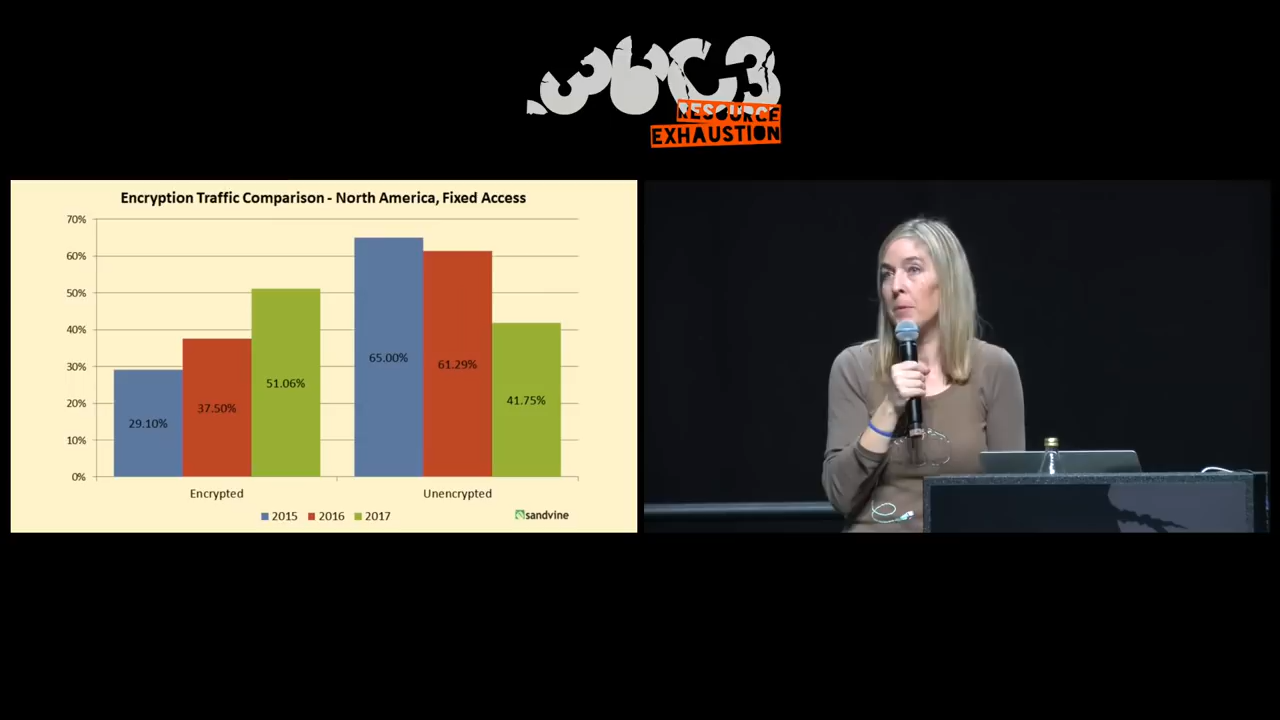 36C3
RESOURCE
EXHAUSTION
Encryption Traffic Comparison - North America, Fixed Access
70%
60%
50%
40%
30%
20%
10%
0%
29.10%
37.50%
51.06%
65.00%
61.29%
41.75%
Encrypted
Unencrypted
2015
2016
2017
sandvine